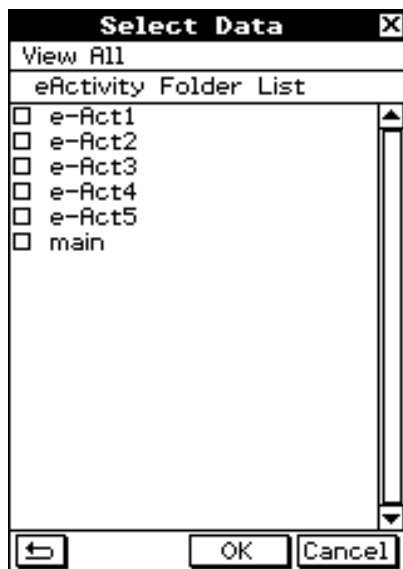 Select Data X
View All
eActivity Folder List
e-Act1
e-Act2
e-Act3
e-Act4
e-Act5
main
OK Cancel